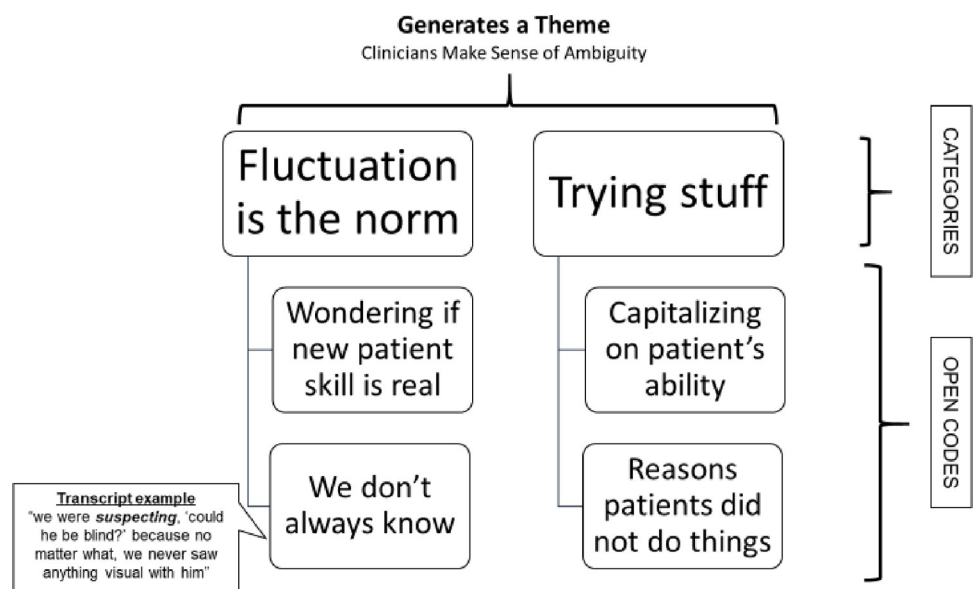 Generates a Theme
Clinicians Make Sense of Ambiguity
Fluctuation
is the norm
Trying stuff
CATEGORIES
Wondering if
new patient
skill is real
Capitalizing
on patient’s
ability
We don’t
always know
Reasons
patients did
not do things
OPEN CODES
Transcript example
“we were suspecting, ‘could
he be blind?’ because no
matter what, we never saw
anything visual with him”